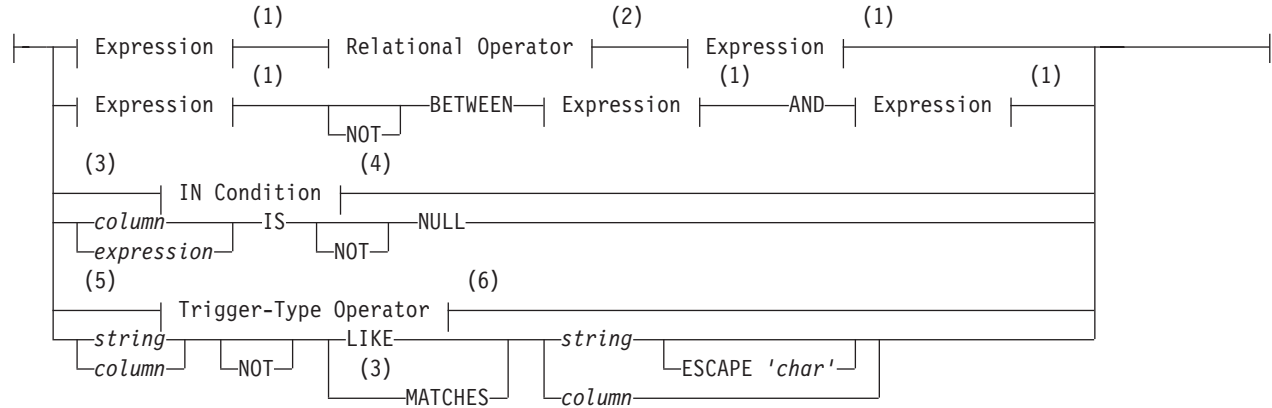 (1) (2) (1)
Expression Relational Operator Expression
(1) (1) (1)
Expression BETWEEN Expression AND Expression
NOT
(3) (4)
IN Condition
column IS NULL
expression NOT
(5) (6)
Trigger-Type Operator
string LIKE string
column NOT (3) ESCAPE 'char'
MATCHES column